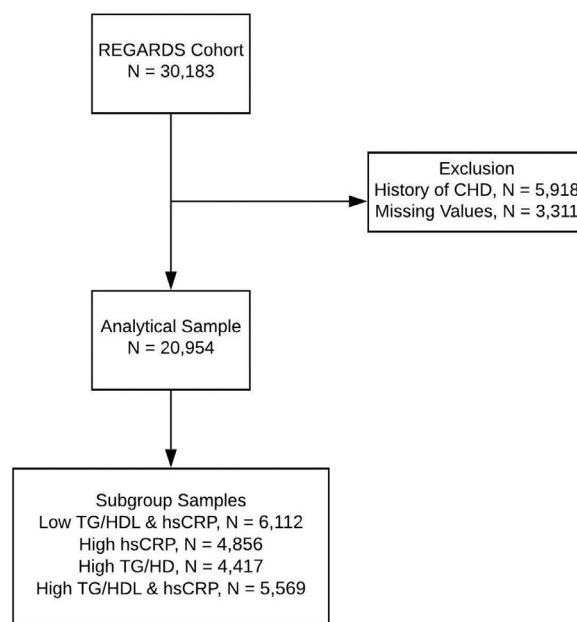 REGARDS Cohort
N = 30,183
Exclusion
History of CHD, N = 5,918
Missing Values, N = 3,311
Analytical Sample
N = 20,954
Subgroup Samples
Low TG/HDL & hsCRP, N = 6,112
High hsCRP, N = 4,856
High TG/HD, N = 4,417
High TG/HDL & hsCRP, N = 5,569